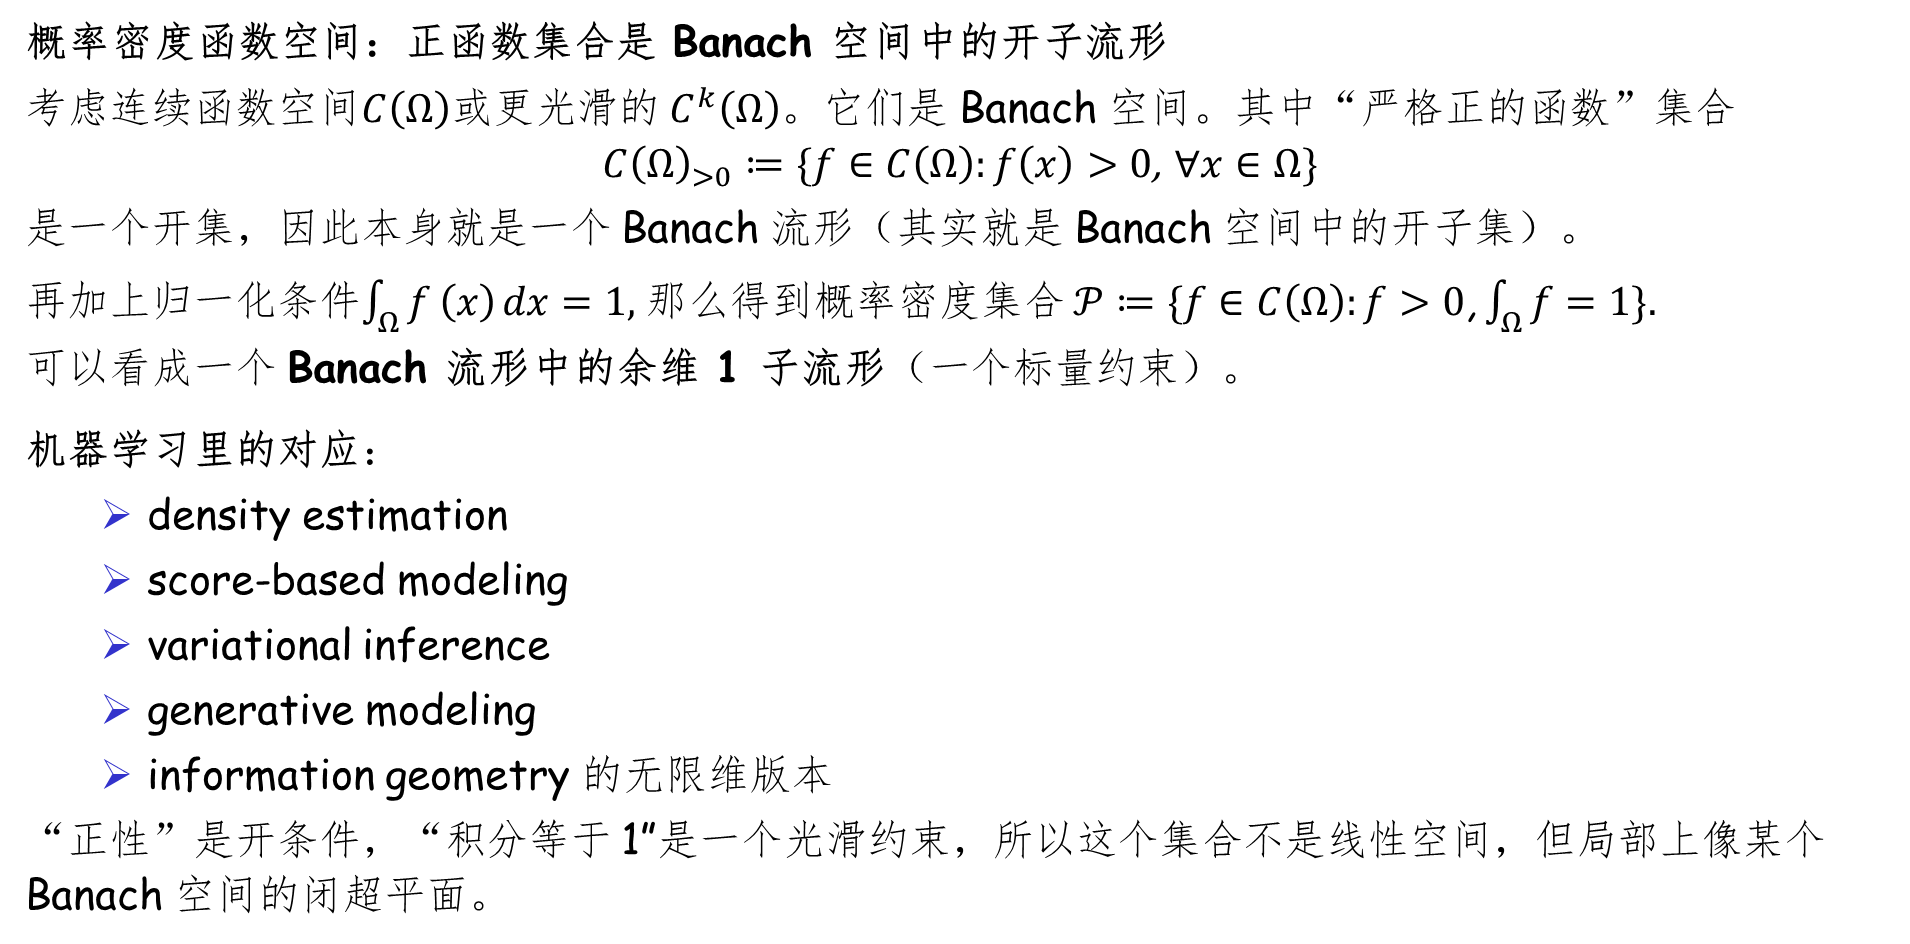 概率密度函数空间：正函数集合是 Banach 空间中的开子流形
考虑连续函数空间C(Ω)或更光滑的 Cᵏ(Ω)。它们是 Banach 空间。其中“严格正的函数”集合
C(Ω)>0 ≔ {f ∈ C(Ω): f(x) > 0, ∀x ∈ Ω}
是一个开集，因此本身就是一个 Banach 流形（其实就是 Banach 空间中的开子集）。
再加上归一化条件∫_Ω f (x) dx = 1, 那么得到概率密度集合 𝒫 ≔ {f ∈ C(Ω): f > 0, ∫_Ω f = 1}.
可以看成一个 Banach 流形中的余维 1 子流形（一个标量约束）。
机器学习里的对应：
➢ density estimation
➢ score-based modeling
➢ variational inference
➢ generative modeling
➢ information geometry 的无限维版本
“正性”是开条件，“积分等于 1”是一个光滑约束，所以这个集合不是线性空间，但局部上像某个
Banach 空间的闭超平面。